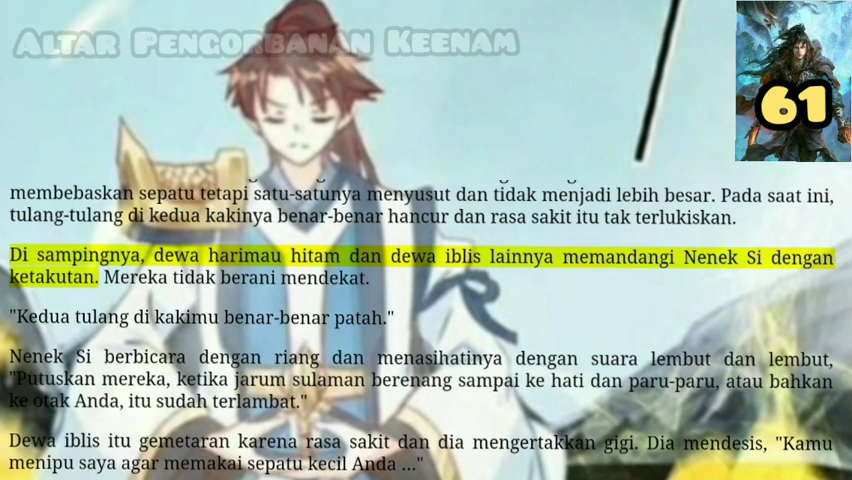 Altar Pengorbanan Keenam
61
membebaskan sepatu tetapi satu-satunya menyusut dan tidak menjadi lebih besar. Pada saat ini,
tulang-tulang di kedua kakinya benar-benar hancur dan rasa sakit itu tak terlukiskan.
Di sampingnya, dewa harimau hitam dan dewa iblis lainnya memandangi Nenek Si dengan
ketakutan. Mereka tidak berani mendekat.
"Kedua tulang di kakimu benar-benar patah."
Nenek Si berbicara dengan riang dan menasihatinya dengan suara lembut dan lembut,
"Putuskan mereka, ketika jarum sulaman berenang sampai ke hati dan paru-paru, atau bahkan
ke otak Anda, itu sudah terlambat."
Dewa iblis itu gemetaran karena rasa sakit dan dia mengertakkan gigi. Dia mendesis, "Kamu
menipu saya agar memakai sepatu kecil Anda ..."